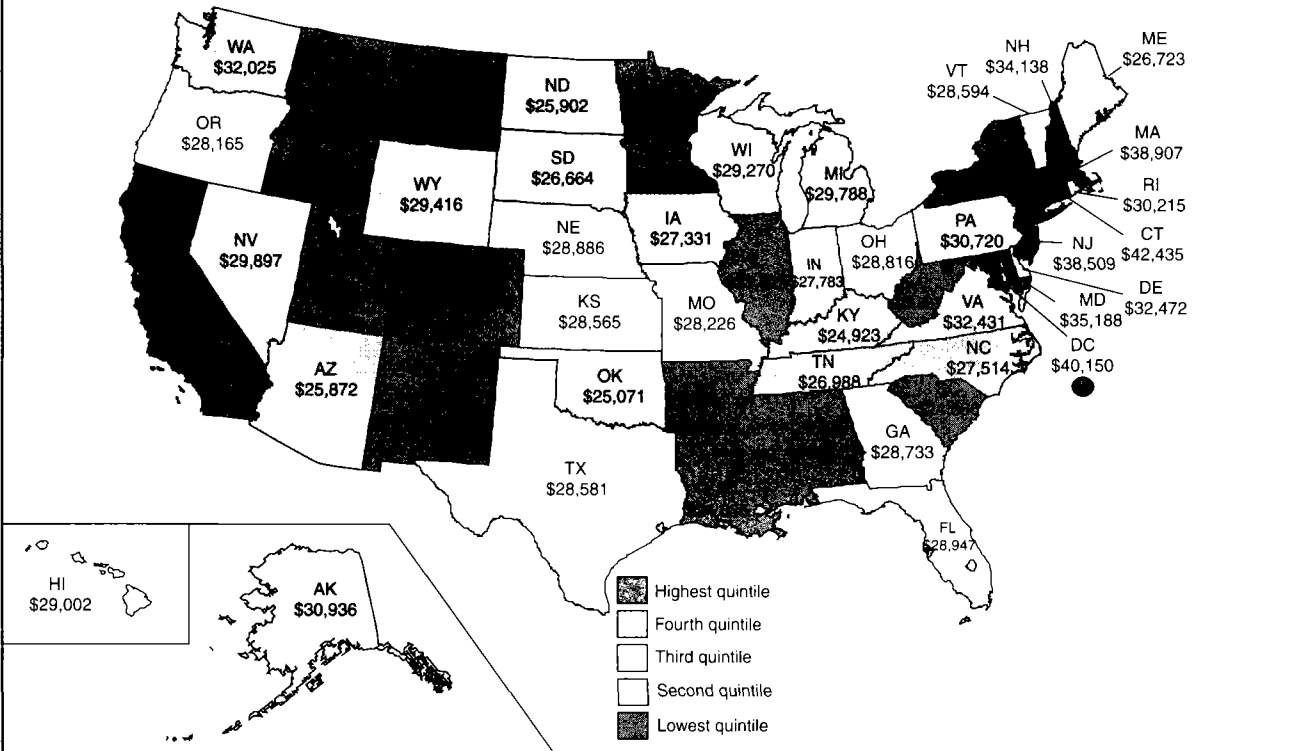 WA
$32,025
OR
$28,165
NV
$29,897
AZ
$25,872
WY
$29,416
ND
$25,902
SD
$26,664
NE
$28,886
KS
$28,565
OK
$25,071
TX
$28,581
IA
$27,331
MO
$28,226
WI
$29,270
MI
$29,788
IN
$27,783
OH
$28,816
KY
$24,923
TN
$26,988
GA
$28,733
FL
$28,947
NC
$27,514
VA
$32,431
PA
$30,720
VT
$28,594
NH
$34,138
ME
$26,723
MA
$38,907
RI
$30,215
CT
$42,435
NJ
$38,509
DE
$32,472
MD
$35,188
DC
$40,150
HI
$29,002
AK
$30,936
Highest quintile
Fourth quintile
Third quintile
Second quintile
Lowest quintile